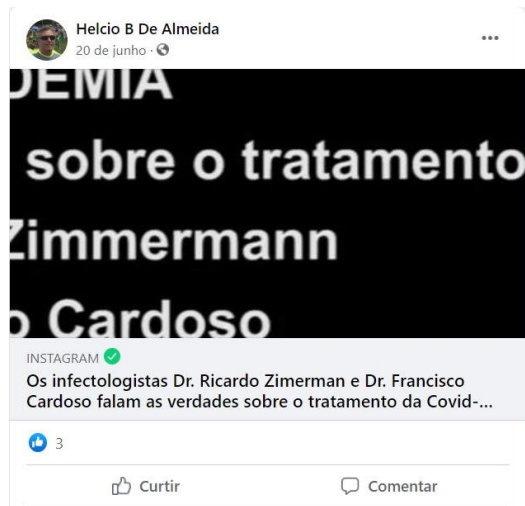 Helcio B De Almeida
20 de junho ·
DEMIA
sobre o tratamento
Zimmermann
o Cardoso
INSTAGRAM
Os infectologistas Dr. Ricardo Zimerman e Dr. Francisco
Cardoso falam as verdades sobre o tratamento da Covid-...
3
Curtir Comentar